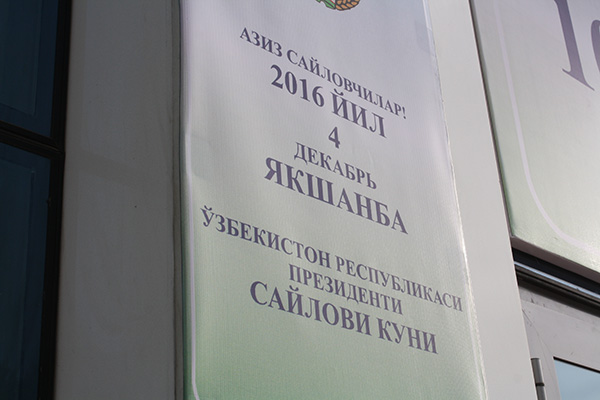 АЗИЗ САЙЛОВЧИЛАР!
2016 ЙИЛ
4
ДЕКАБРЬ
ЯКШАНБА
ЎЗБЕКИСТОН РЕСПУБЛИКАСИ
ПРЕЗИДЕНТИ
САЙЛОВИ КУНИ